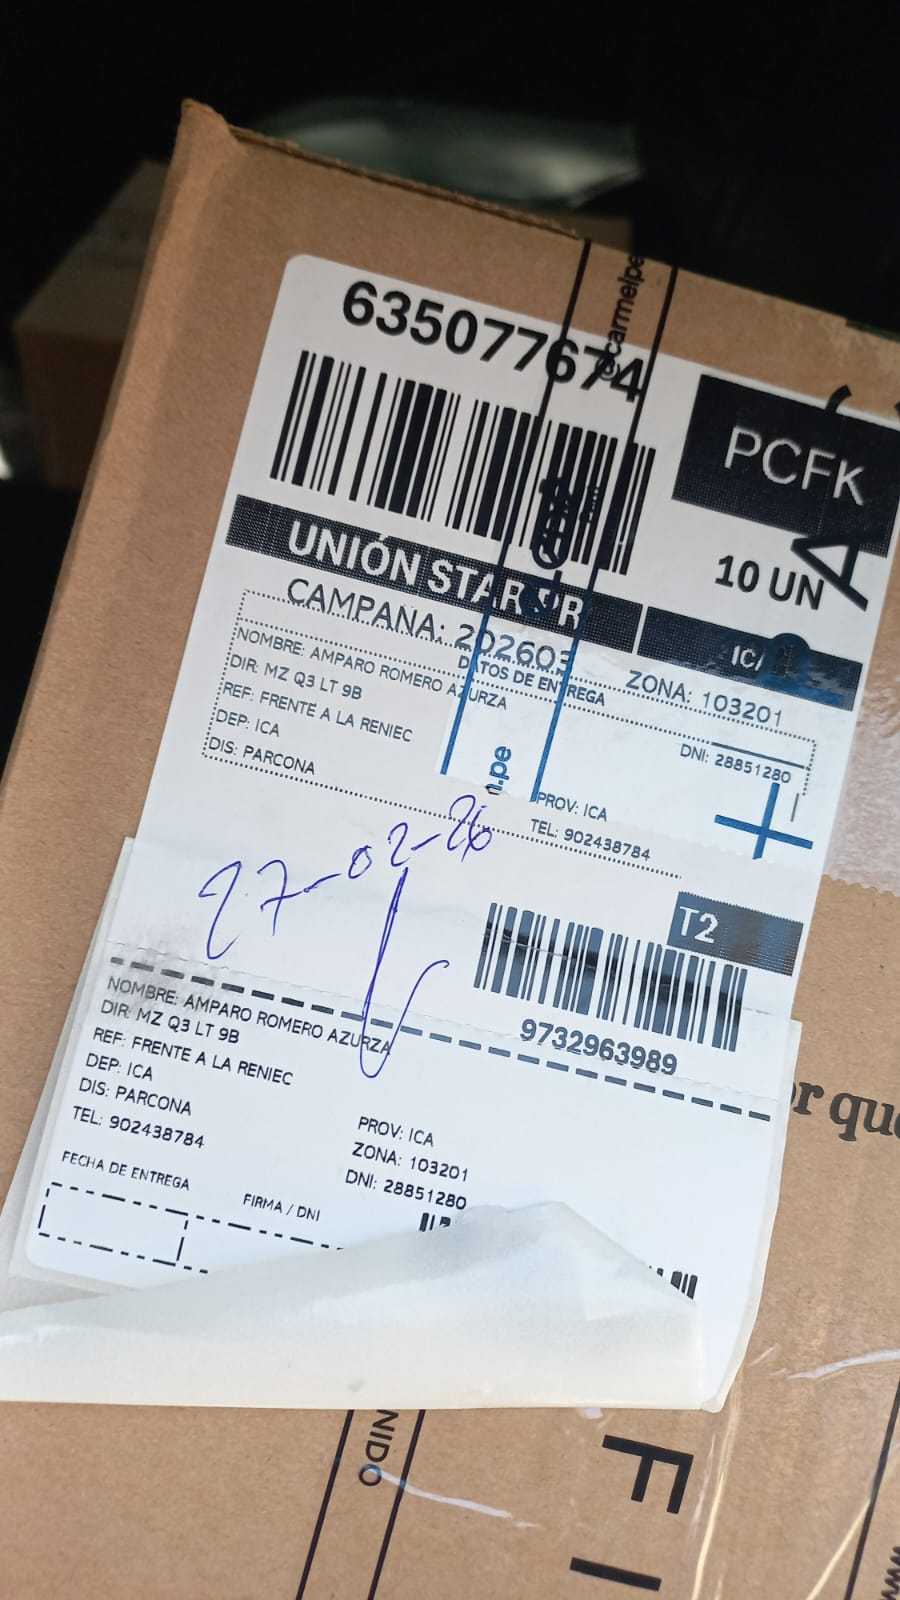 635077674
@carmelpe
PCFK
10 UN
UNIÓN STAR PR
CAMPAÑA: 202603
DATOS DE ENTREGA
ZONA: 103201
NOMBRE: AMPARO ROMERO AZURZA
DIR: MZ Q3 LT 9B
DNI: 28851280
REF: FRENTE A LA RENIEC
DEP: ICA
PROV: ICA
DIS: PARCONA
TEL: 902438784
27-02-26
T2
9732963989
NOMBRE: AMPARO ROMERO AZURZA
DIR: MZ Q3 LT 9B
REF: FRENTE A LA RENIEC
DEP: ICA
PROV: ICA
DIS: PARCONA
ZONA: 103201
TEL: 902438784
DNI: 28851280
FECHA DE ENTREGA
FIRMA / DNI